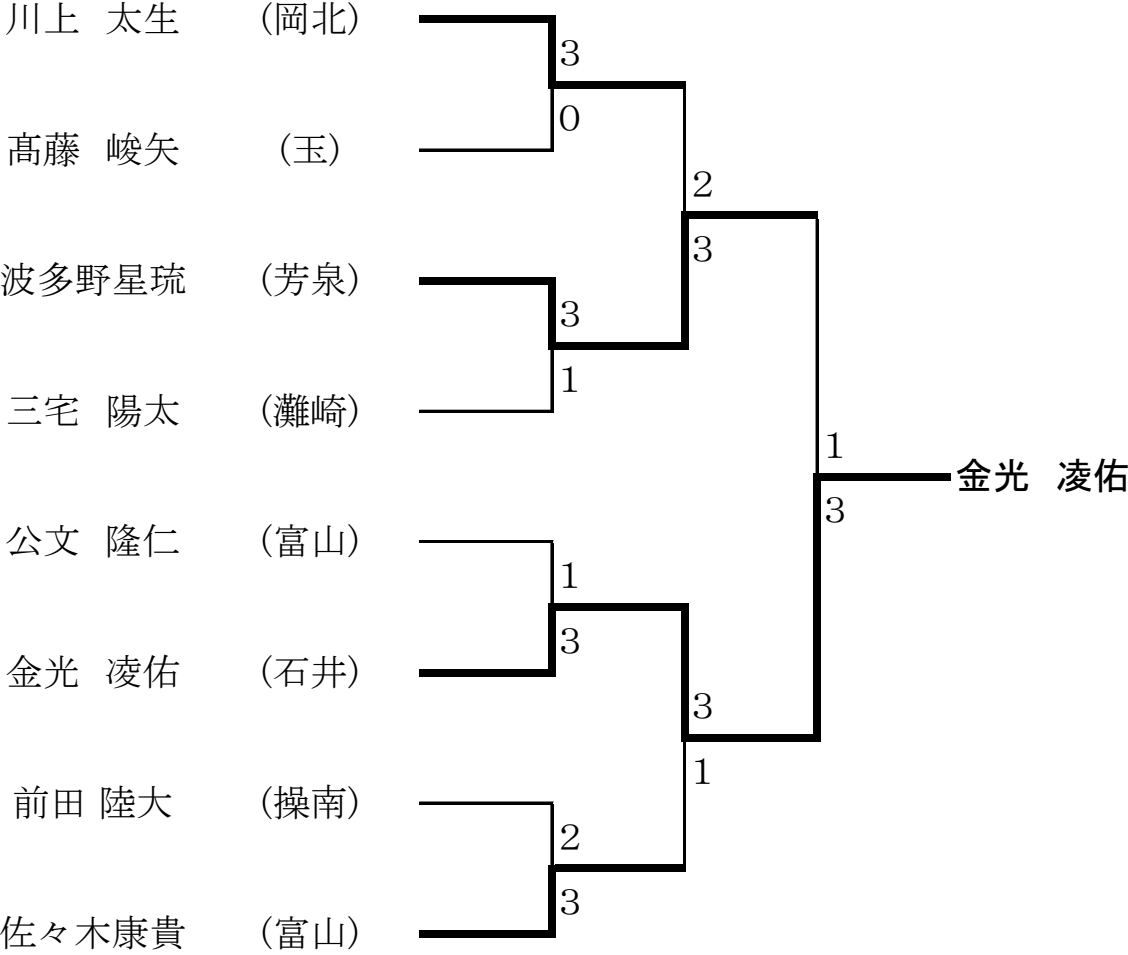 川上 太生 (岡北)
3
0
髙藤 峻矢 (玉)
2
3
波多野星琉 (芳泉)
3
1
三宅 陽太 (灘崎)
1
金光 凌佑
3
公文 隆仁 (富山)
1
3
金光 凌佑 (石井)
3
1
前田 陸大 (操南)
2
3
佐々木康貴 (富山)